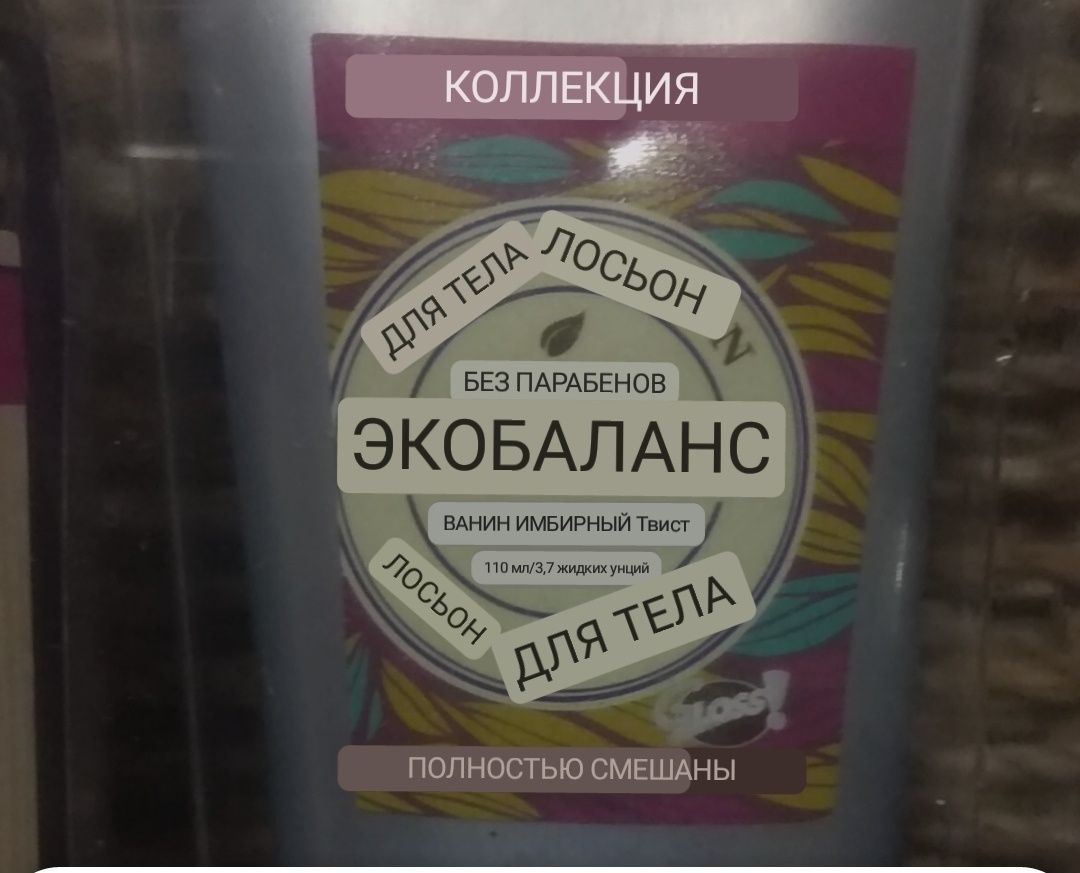 КОЛЛЕКЦИЯ
ДЛЯ ТЕЛА ЛОСЬОН
N
БЕЗ ПАРАБЕНОВ
ЭКОБАЛАНС
ВАНИН ИМБИРНЫЙ Твист
110 мл/3,7 жидких унций
ЛОСЬОН ДЛЯ ТЕЛА
GLOSS!
ПОЛНОСТЬЮ СМЕШАНЫ